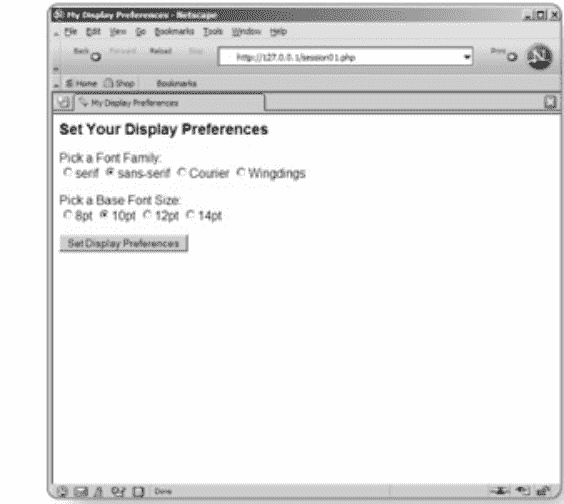 My Display Preferences - Netscape
File Edit View Go Bookmarks Tools Window Help
Back Forward Reload Stop http://127.0.0.1/session01.php Print N
Home Shop Bookmarks
My Display Preferences
Set Your Display Preferences
Pick a Font Family:
serif sans-serif Courier Wingdings
Pick a Base Font Size:
8pt 10pt 12pt 14pt
Set Display Preferences
Done